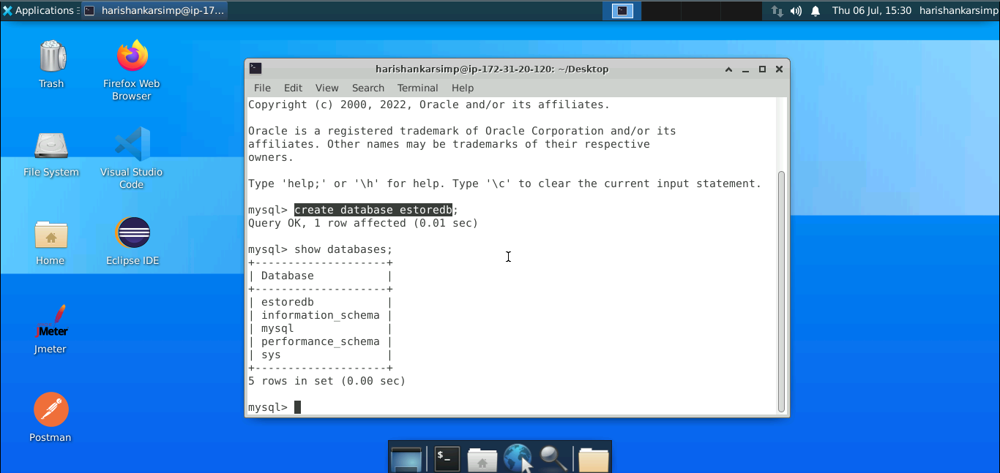 Applications
harishankarsimp@ip-17...
Thu 06 Jul, 15:30
harishankarsimp
Trash
Firefox Web
Browser
File System
Visual Studio
Code
Home
Eclipse IDE
JMeter
Jmeter
Postman
harishankarsimp@ip-172-31-20-120: ~/Desktop
File Edit View Search Terminal Help
Copyright (c) 2000, 2022, Oracle and/or its affiliates.
Oracle is a registered trademark of Oracle Corporation and/or its
affiliates. Other names may be trademarks of their respective
owners.
Type 'help;' or '\h' for help. Type '\c' to clear the current input statement.
mysql> create database estoredb;
Query OK, 1 row affected (0.01 sec)
mysql> show databases;
+--------------------+
| Database           |
+--------------------+
| estoredb           |
| information_schema |
| mysql              |
| performance_schema |
| sys                |
+--------------------+
5 rows in set (0.00 sec)
mysql>
$_